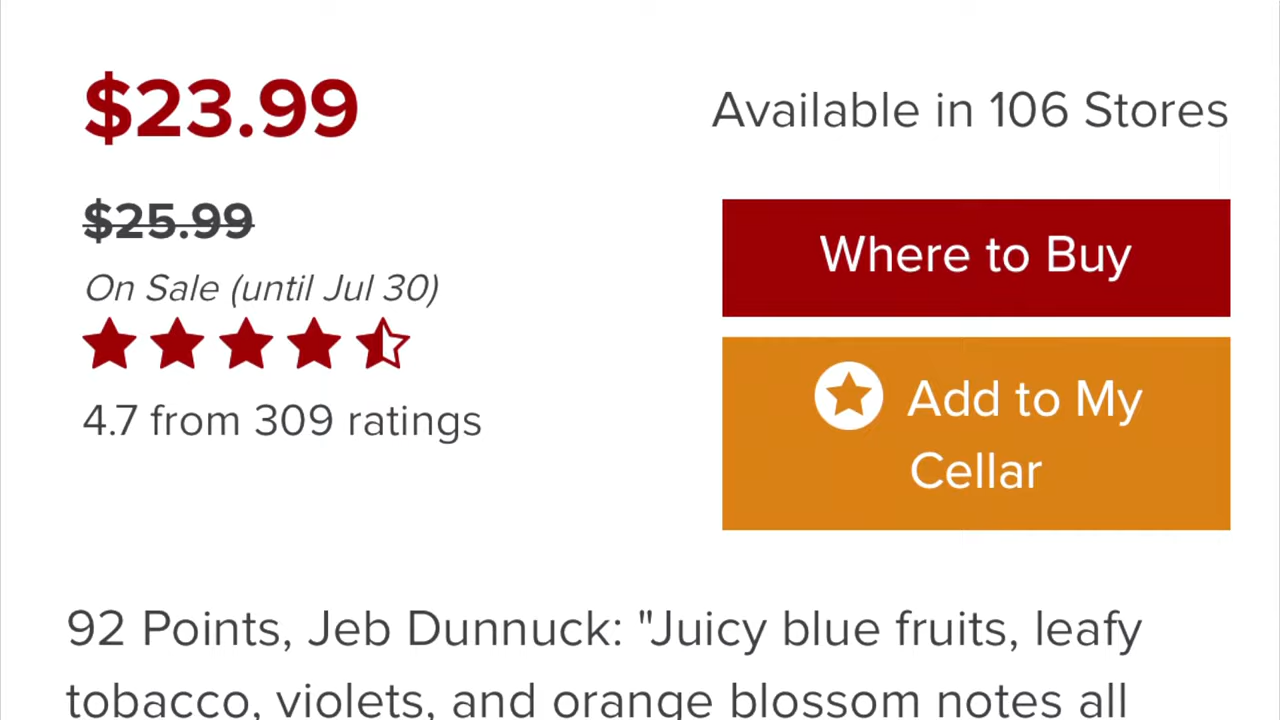 $23.99
Available in 106 Stores
$25.99
On Sale (until Jul 30)
4.7 from 309 ratings
Where to Buy
Add to My
Cellar
92 Points, Jeb Dunnuck: "Juicy blue fruits, leafy
tobacco, violets, and orange blossom notes all